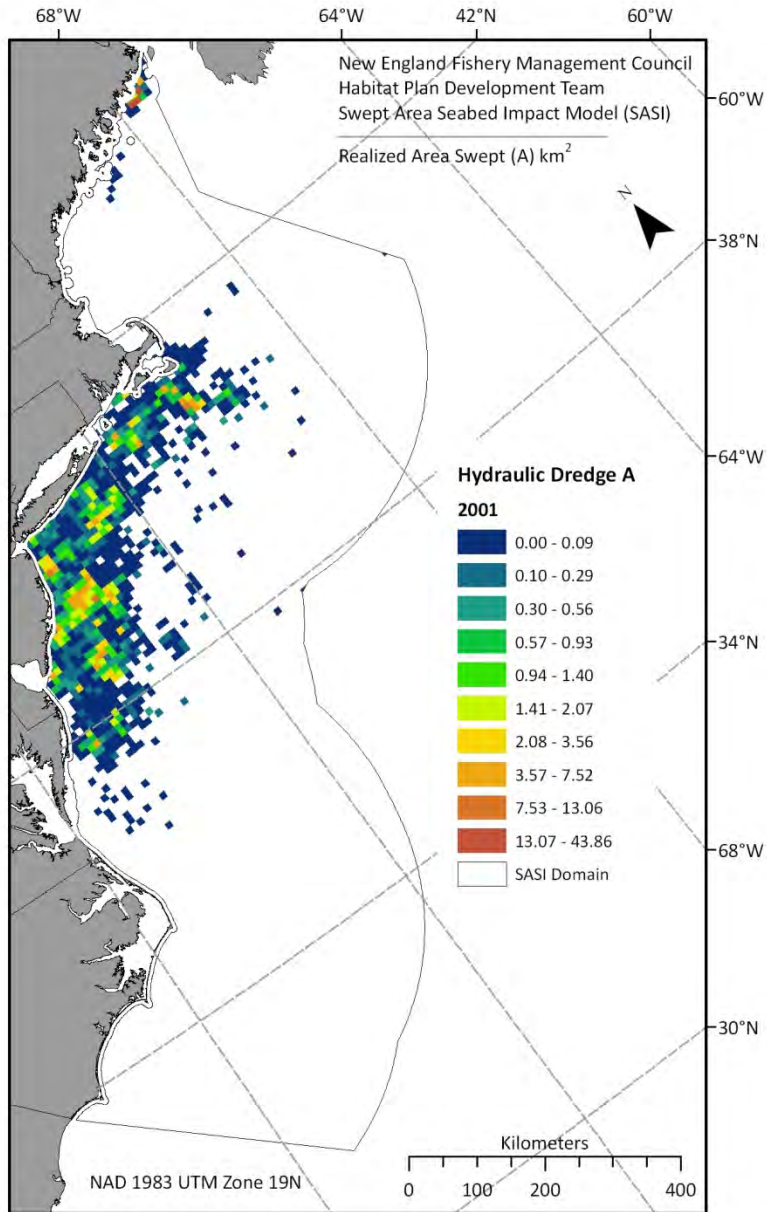 68°W 64°W 42°N 60°W
New England Fishery Management Council
Habitat Plan Development Team
Swept Area Seabed Impact Model (SASI)
Realized Area Swept (A) km²
60°W
N
38°N
64°W
Hydraulic Dredge A
2001
0.00 - 0.09
0.10 - 0.29
0.30 - 0.56
0.57 - 0.93
0.94 - 1.40
1.41 - 2.07
2.08 - 3.56
3.57 - 7.52
7.53 - 13.06
13.07 - 43.86
SASI Domain
34°N
68°W
30°N
Kilometers
0 100 200 400
NAD 1983 UTM Zone 19N